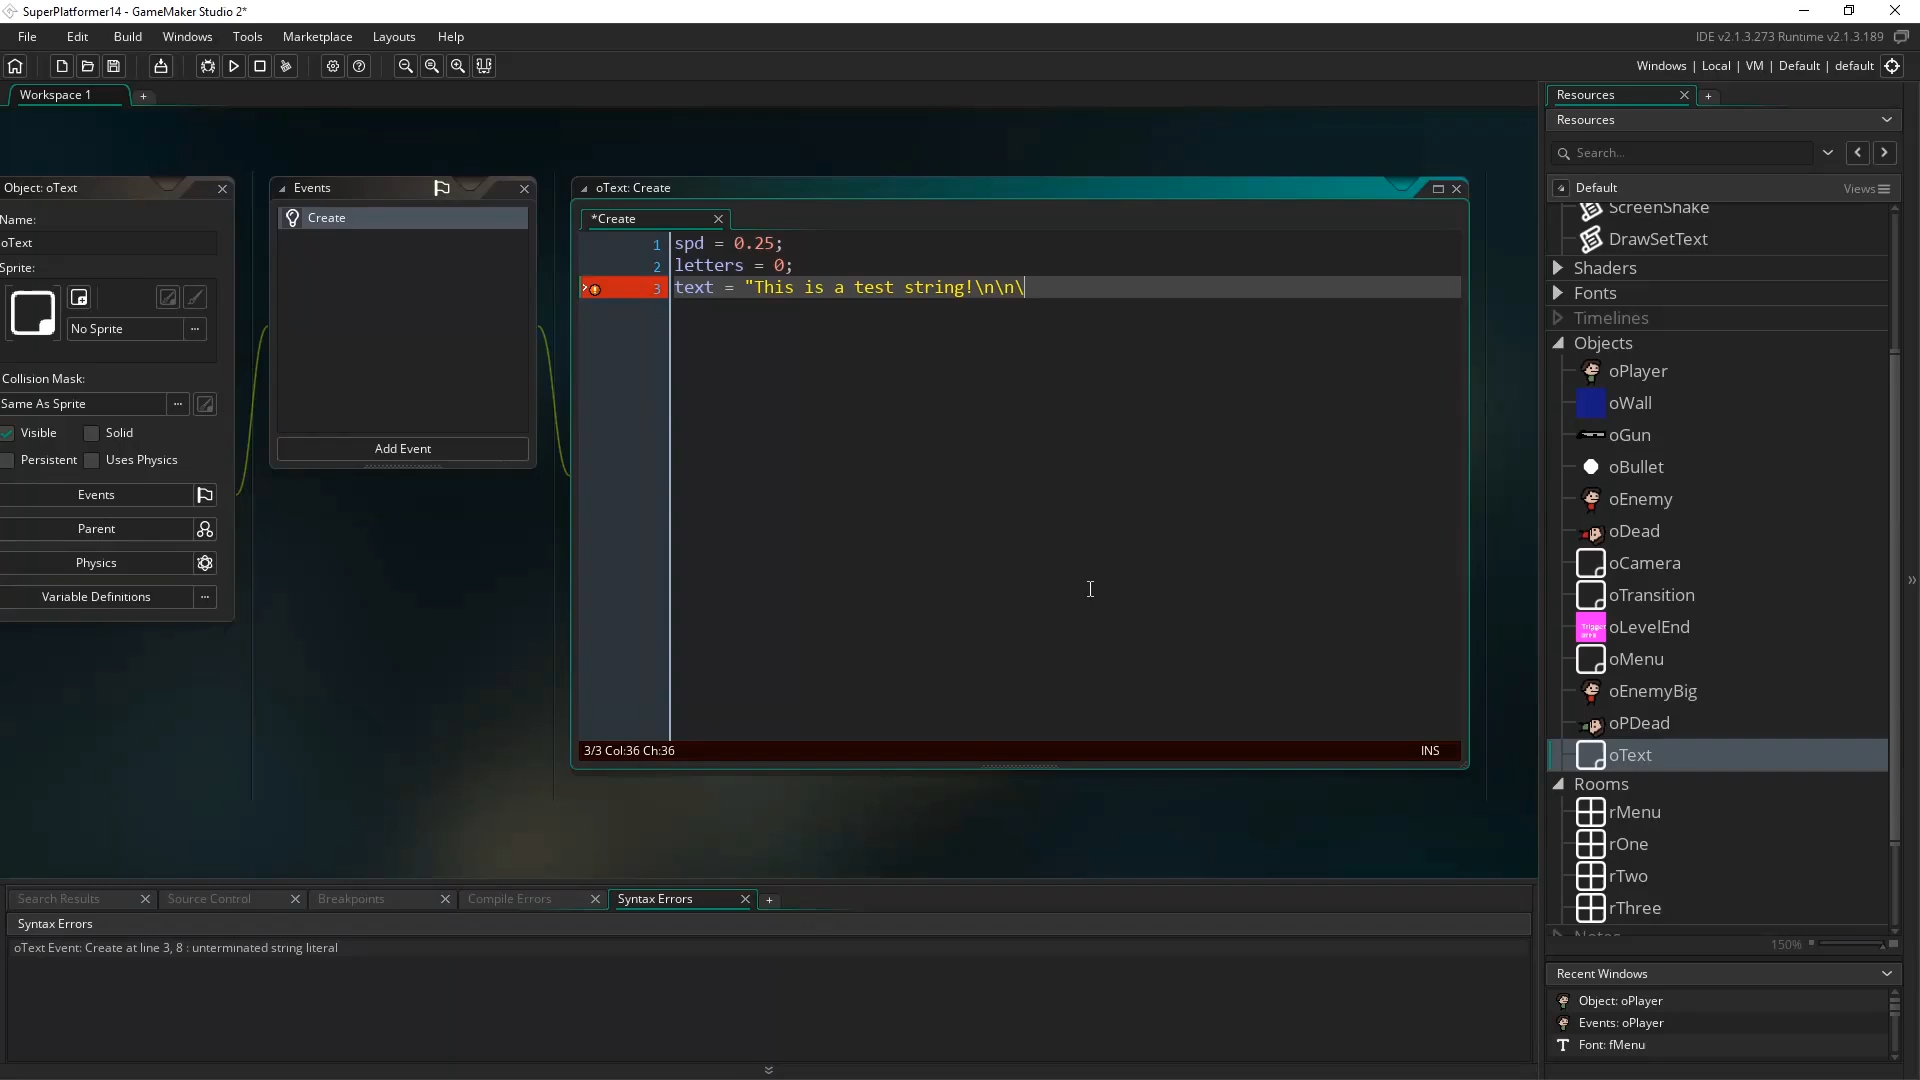 SuperPlatformer14 - GameMaker Studio 2*
File Edit Build Windows Tools Marketplace Layouts Help
IDE v2.1.3.273 Runtime v2.1.3.189
Windows | Local | VM | Default | default
Workspace 1
Object: oText
Name:
oText
Sprite:
No Sprite
Collision Mask:
Same As Sprite
Visible Solid
Persistent Uses Physics
Events
Parent
Physics
Variable Definitions
Events
Create
Add Event
oText: Create
*Create
1 spd = 0.25;
2 letters = 0;
3 text = "This is a test string!\n\n\
3/3 Col:36 Ch:36 INS
Resources
Resources
Search...
Default Views
ScreenShake
DrawSetText
Shaders
Fonts
Timelines
Objects
oPlayer
oWall
oGun
oBullet
oEnemy
oDead
oCamera
oTransition
Trigger
oLevelEnd
oMenu
oEnemyBig
oPDead
oText
Rooms
rMenu
rOne
rTwo
rThree
Notes
150%
Recent Windows
Object: oPlayer
Events: oPlayer
Font: fMenu
Search Results Source Control Breakpoints Compile Errors Syntax Errors
Syntax Errors
oText Event: Create at line 3, 8 : unterminated string literal